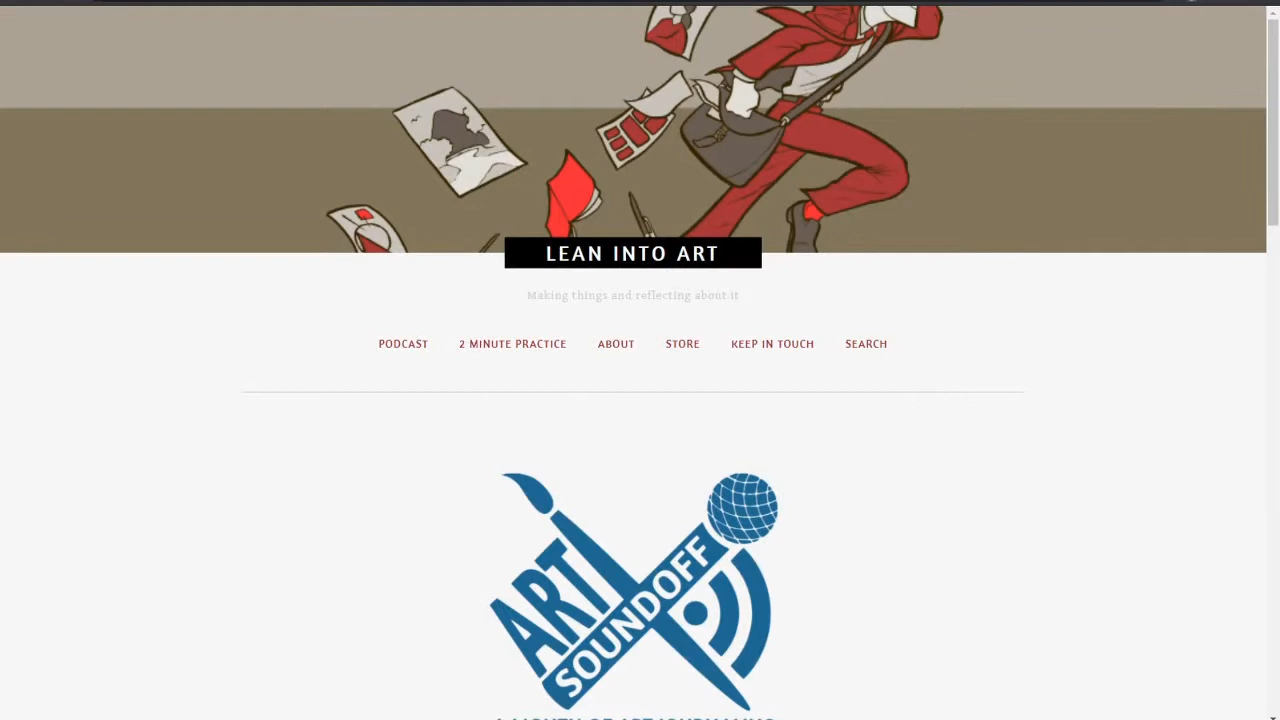 LEAN INTO ART
Making things and reflecting about it
PODCAST 2 MINUTE PRACTICE ABOUT STORE KEEP IN TOUCH SEARCH
ART
SOUNDOFF